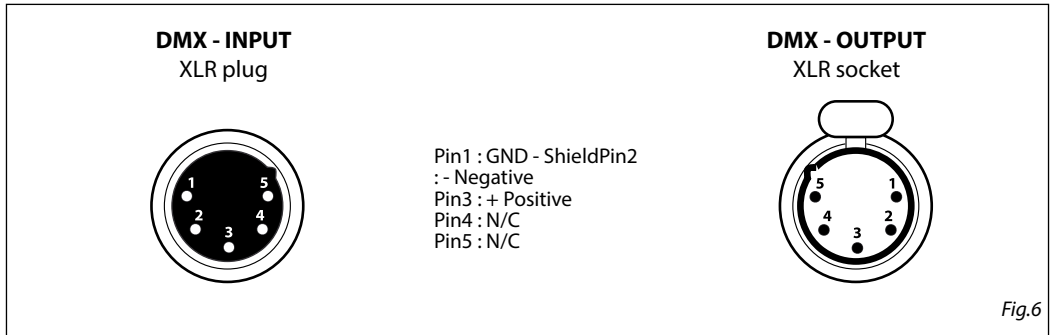 DMX - INPUT
XLR plug
1
5
2
4
3
Pin1 : GND - ShieldPin2
: - Negative
Pin3 : + Positive
Pin4 : N/C
Pin5 : N/C
DMX - OUTPUT
XLR socket
5
1
4
2
3
Fig.6